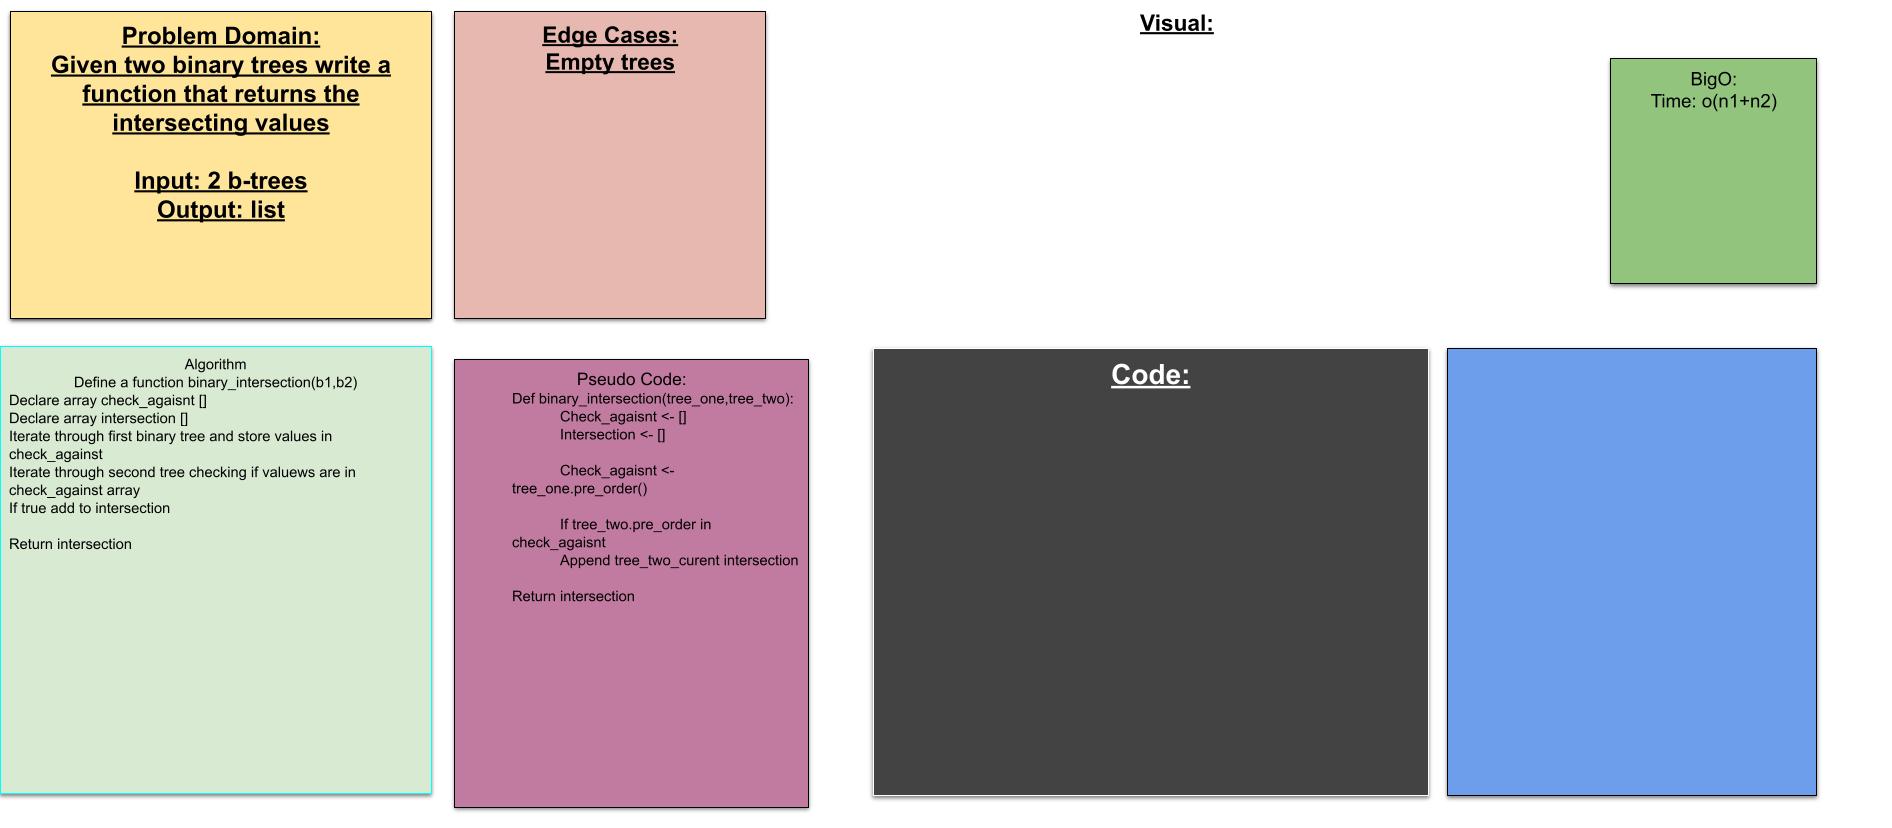 Problem Domain:
Given two binary trees write a
function that returns the
intersecting values
Input: 2 b-trees
Output: list
Edge Cases:
Empty trees
Visual:
BigO:
Time: o(n1+n2)
Algorithm
Define a function binary_intersection(b1,b2)
Declare array check_agaisnt []
Declare array intersection []
Iterate through first binary tree and store values in
check_against
Iterate through second tree checking if valuews are in
check_against array
If true add to intersection
Return intersection
Pseudo Code:
Def binary_intersection(tree_one,tree_two):
Check_agaisnt <- []
Intersection <- []
Check_agaisnt <-
tree_one.pre_order()
If tree_two.pre_order in
check_agaisnt
Append tree_two_curent intersection
Return intersection
Code: